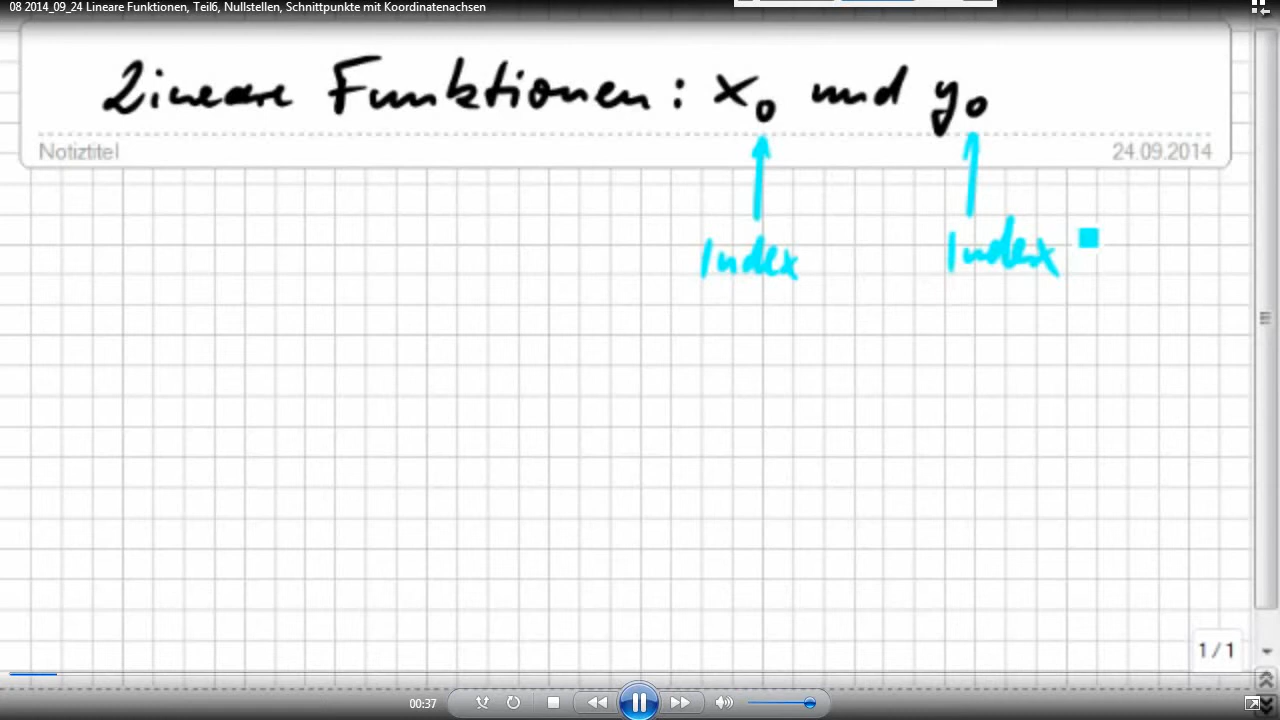 08 2014_09_24 Lineare Funktionen, Teil6, Nullstellen, Schnittpunkte mit Koordinatenachsen
Lineare Funktionen: x₀ und y₀
Notiztitel
24.09.2014
Index
Index
1 / 1
00:37